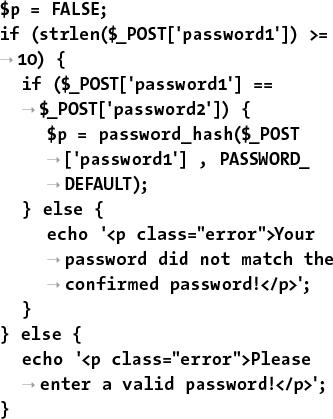 $p = FALSE;
if (strlen($_POST['password1']) >=
→ 10) {
if ($_POST['password1'] ==
→ $_POST['password2']) {
$p = password_hash($_POST
→ ['password1'] , PASSWORD_
→ DEFAULT);
} else {
echo '<p class="error">Your
→ password did not match the
→ confirmed password!</p>';
}
} else {
echo '<p class="error">Please
→ enter a valid password!</p>';
}